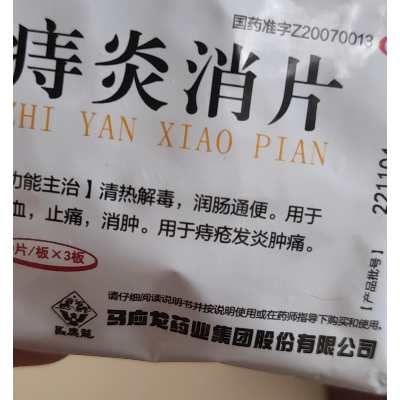 国药准字Z20070013
痔炎消片
ZHI YAN XIAO PIAN
功能主治】清热解毒，润肠通便。用于
血，止痛，消肿。用于痔疮发炎肿痛。
片/板×3板
请仔细阅读说明书并按说明使用或在药师指导下购买和使用。
马应龙药业集团股份有限公司
马应龙
【产品批号】
221101